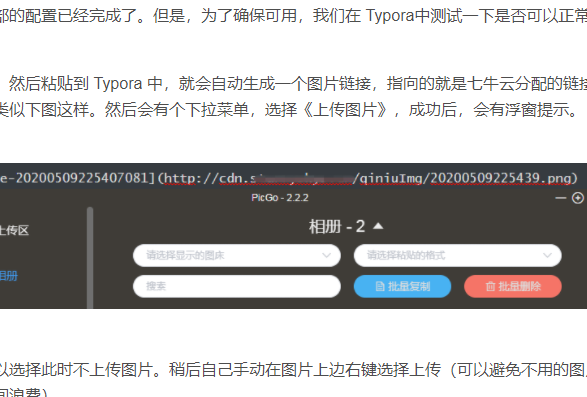 部的配置已经完成了。但是，为了确保可用，我们在 Typora中测试一下是否可以正常
然后粘贴到 Typora 中，就会自动生成一个图片链接，指向的就是七牛云分配的链接
类似下图这样。然后会有个下拉菜单，选择《上传图片》，成功后，会有浮窗提示。
e-20200509225407081](http://cdn.s /qiniuImg/20200509225439.png)
PicGo - 2.2.2
上传区
相册 - 2
请选择显示的图床
请选择粘贴的格式
相册
搜索
批量复制
批量删除
以选择此时不上传图片。稍后自己手动在图片上边右键选择上传（可以避免不用的图
间浪费）